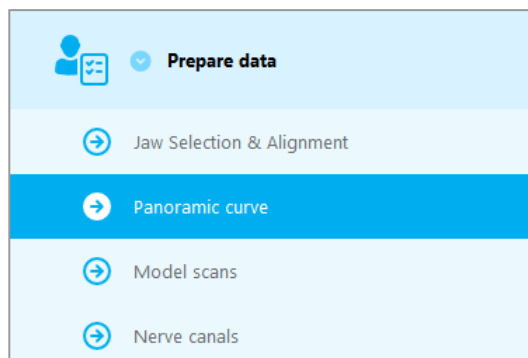 Prepare data
Jaw Selection & Alignment
Panoramic curve
Model scans
Nerve canals